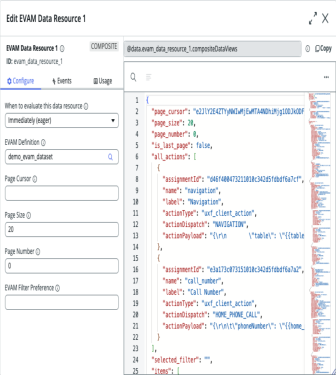 Edit EVAM Data Resource 1
EVAM Data Resource 1
COMPOSITE
ID: evam_data_resource_1
Configure
Events
Usage
When to evaluate this data resource
Immediately (eager)
EVAM Definition
demo_evam_dataset
Page Cursor
Page Size
20
Page Number
0
EVAM Filter Preference
@data.evam_data_resource_1.compositeDataViews
Copy
1 {
2 "page_cursor":
3 "page_size": 20,
4 "page_number": 0,
5 "is_last_page": false,
6 "all_actions": [
7 {
8 "assignmentId":
9 "name": "navigation",
10 "label": "Navigation",
11 "actionType": "uxf_client_action",
12 "actionDispatch": "NAVIGATION",
13 "actionPayload": "{\r\n \"table\": \"{{table
14 },
15 {
16 "assignmentId":
17 "name": "call_number",
18 "label": "Call Number",
19 "actionType": "uxf_client_action",
20 "actionDispatch": "HOME_PHONE_CALL",
21 "actionPayload": "{\r\n\t\"phoneNumber\": \"{{home_
22 }
23 ],
24 "selected_filter": "",
25 "items": [